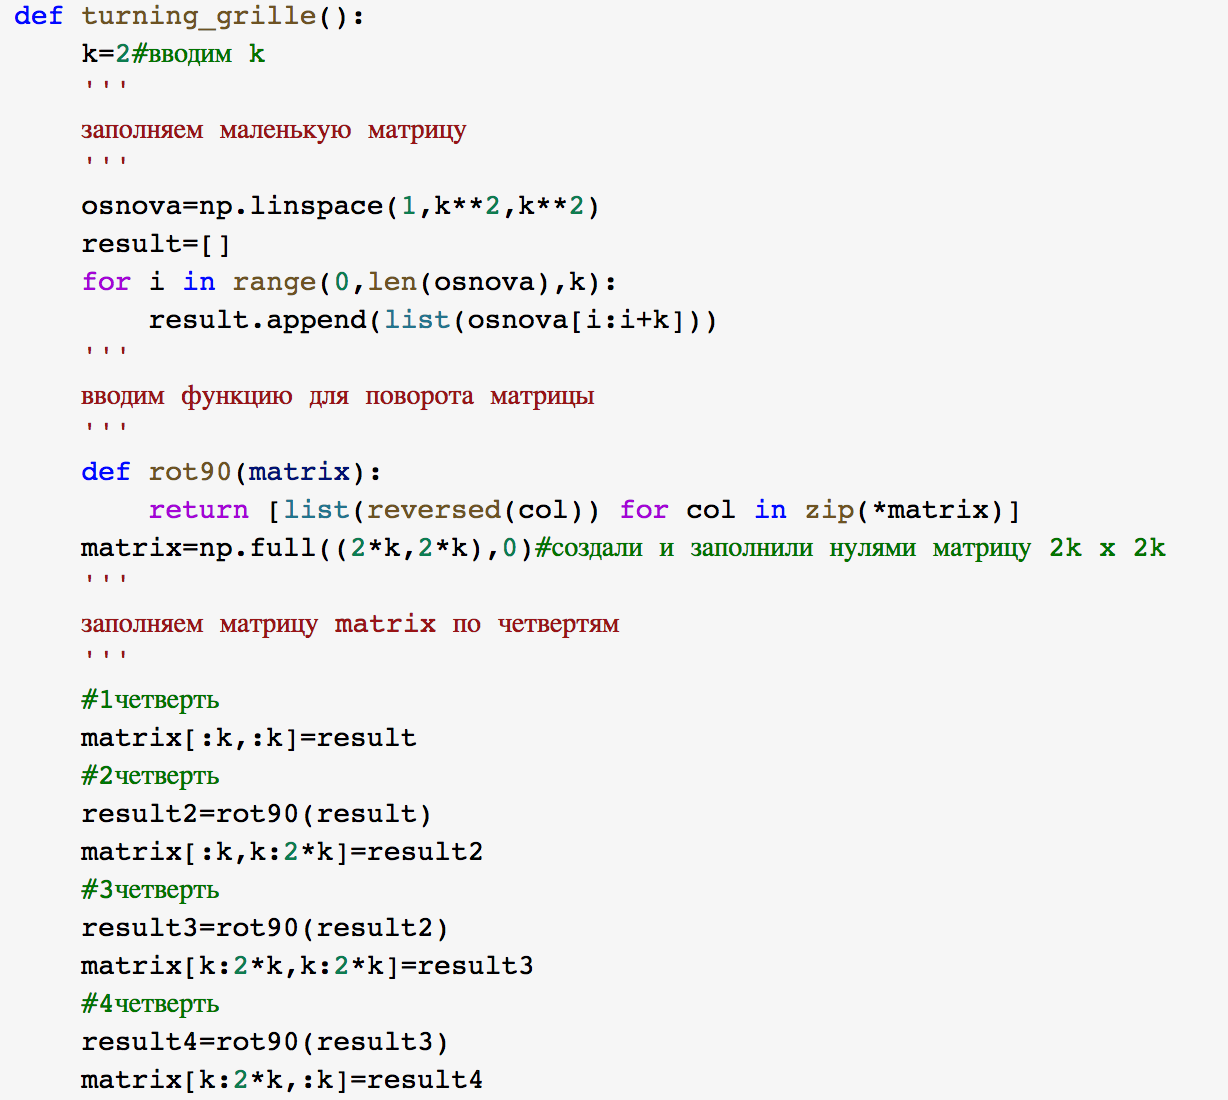 def turning_grille():
    k=2#вводим k
    '''
    заполняем маленькую матрицу
    '''
    osnova=np.linspace(1,k**2,k**2)
    result=[]
    for i in range(0,len(osnova),k):
        result.append(list(osnova[i:i+k]))
    '''
    вводим функцию для поворота матрицы
    '''
    def rot90(matrix):
        return [list(reversed(col)) for col in zip(*matrix)]
    matrix=np.full((2*k,2*k),0)#создали и заполнили нулями матрицу 2k x 2k
    '''
    заполняем матрицу matrix по четвертям
    '''
    #1четверть
    matrix[:k,:k]=result
    #2четверть
    result2=rot90(result)
    matrix[:k,k:2*k]=result2
    #3четверть
    result3=rot90(result2)
    matrix[k:2*k,k:2*k]=result3
    #4четверть
    result4=rot90(result3)
    matrix[k:2*k,:k]=result4